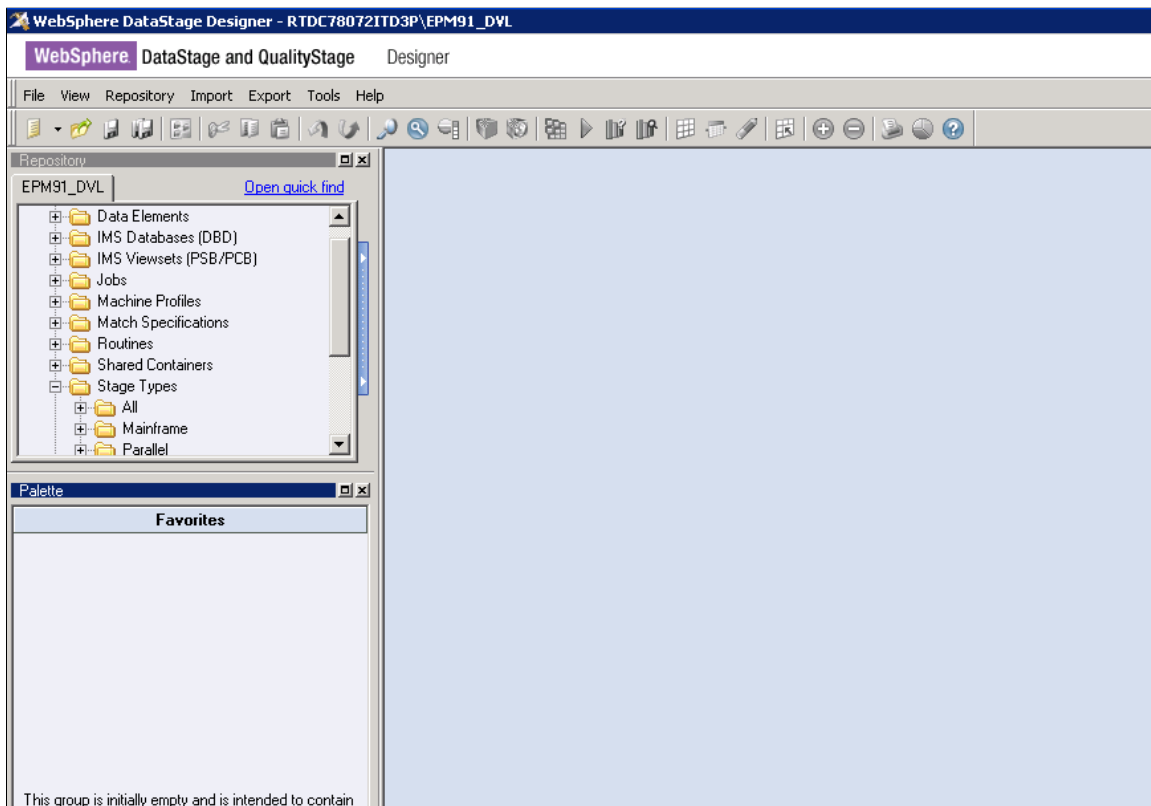 WebSphere DataStage Designer - RTDC78072ITD3P\EPM91_DVL
WebSphere. DataStage and QualityStage Designer
File View Repository Import Export Tools Help
Repository
EPM91_DVL Open quick find
Data Elements
IMS Databases (DBD)
IMS Viewsets (PSB/PCB)
Jobs
Machine Profiles
Match Specifications
Routines
Shared Containers
Stage Types
All
Mainframe
Parallel
Palette
Favorites
This group is initially empty and is intended to contain